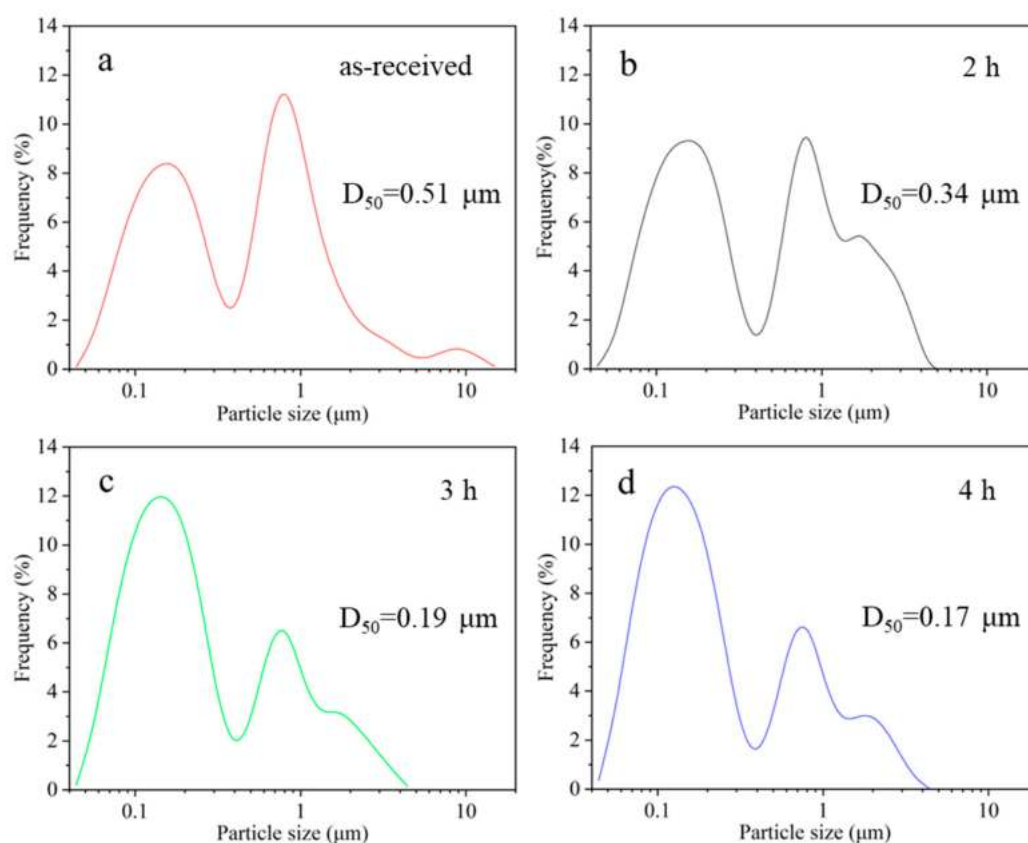 a
as-received
D₅₀=0.51 μm
Frequency (%)
14
12
10
8
6
4
2
0
0.1
1
10
Particle size (μm)
b
2 h
D₅₀=0.34 μm
Frequency(%)
14
12
10
8
6
4
2
0
0.1
1
10
Particle size (μm)
c
3 h
D₅₀=0.19 μm
Frequency (%)
14
12
10
8
6
4
2
0
0.1
1
10
Particle size (μm)
d
4 h
D₅₀=0.17 μm
Frequency (%)
14
12
10
8
6
4
2
0
0.1
1
10
Particle size (μm)